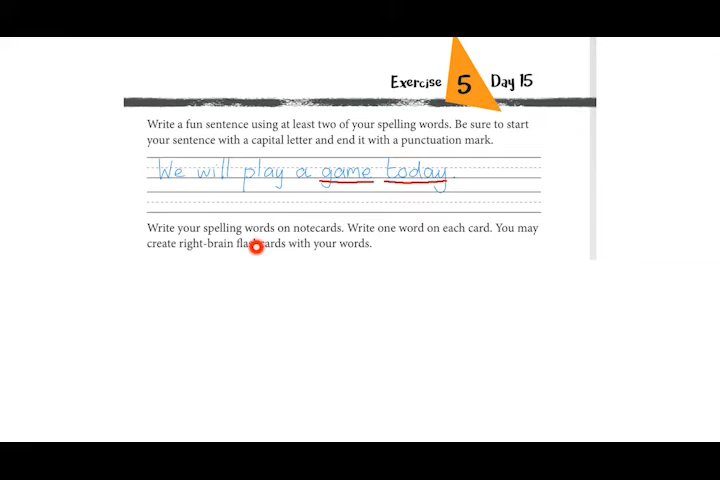 Exercise 5 Day 15
Write a fun sentence using at least two of your spelling words. Be sure to start
your sentence with a capital letter and end it with a punctuation mark.
We will play a game today.
Write your spelling words on notecards. Write one word on each card. You may
create right-brain flashcards with your words.